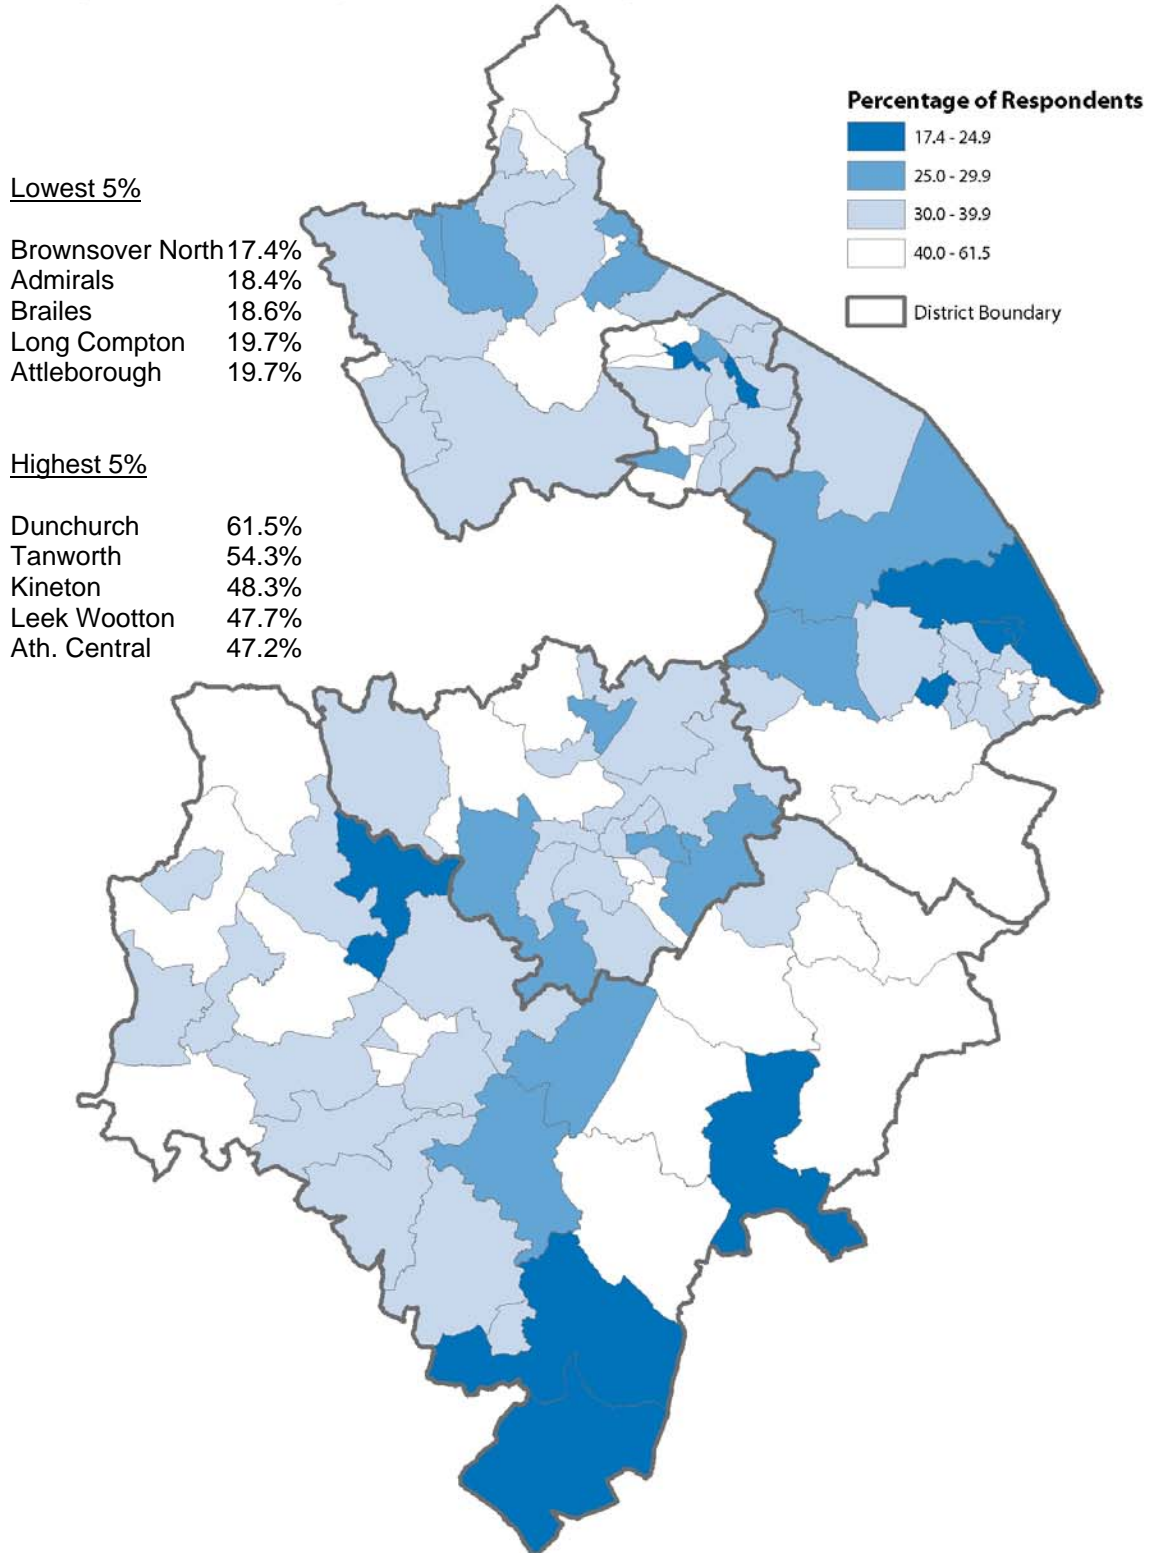 Percentage of Respondents
17.4 - 24.9
25.0 - 29.9
30.0 - 39.9
40.0 - 61.5
District Boundary
Lowest 5%
Brownsover North 17.4%
Admirals 18.4%
Brailes 18.6%
Long Compton 19.7%
Attleborough 19.7%
Highest 5%
Dunchurch 61.5%
Tanworth 54.3%
Kineton 48.3%
Leek Wootton 47.7%
Ath. Central 47.2%